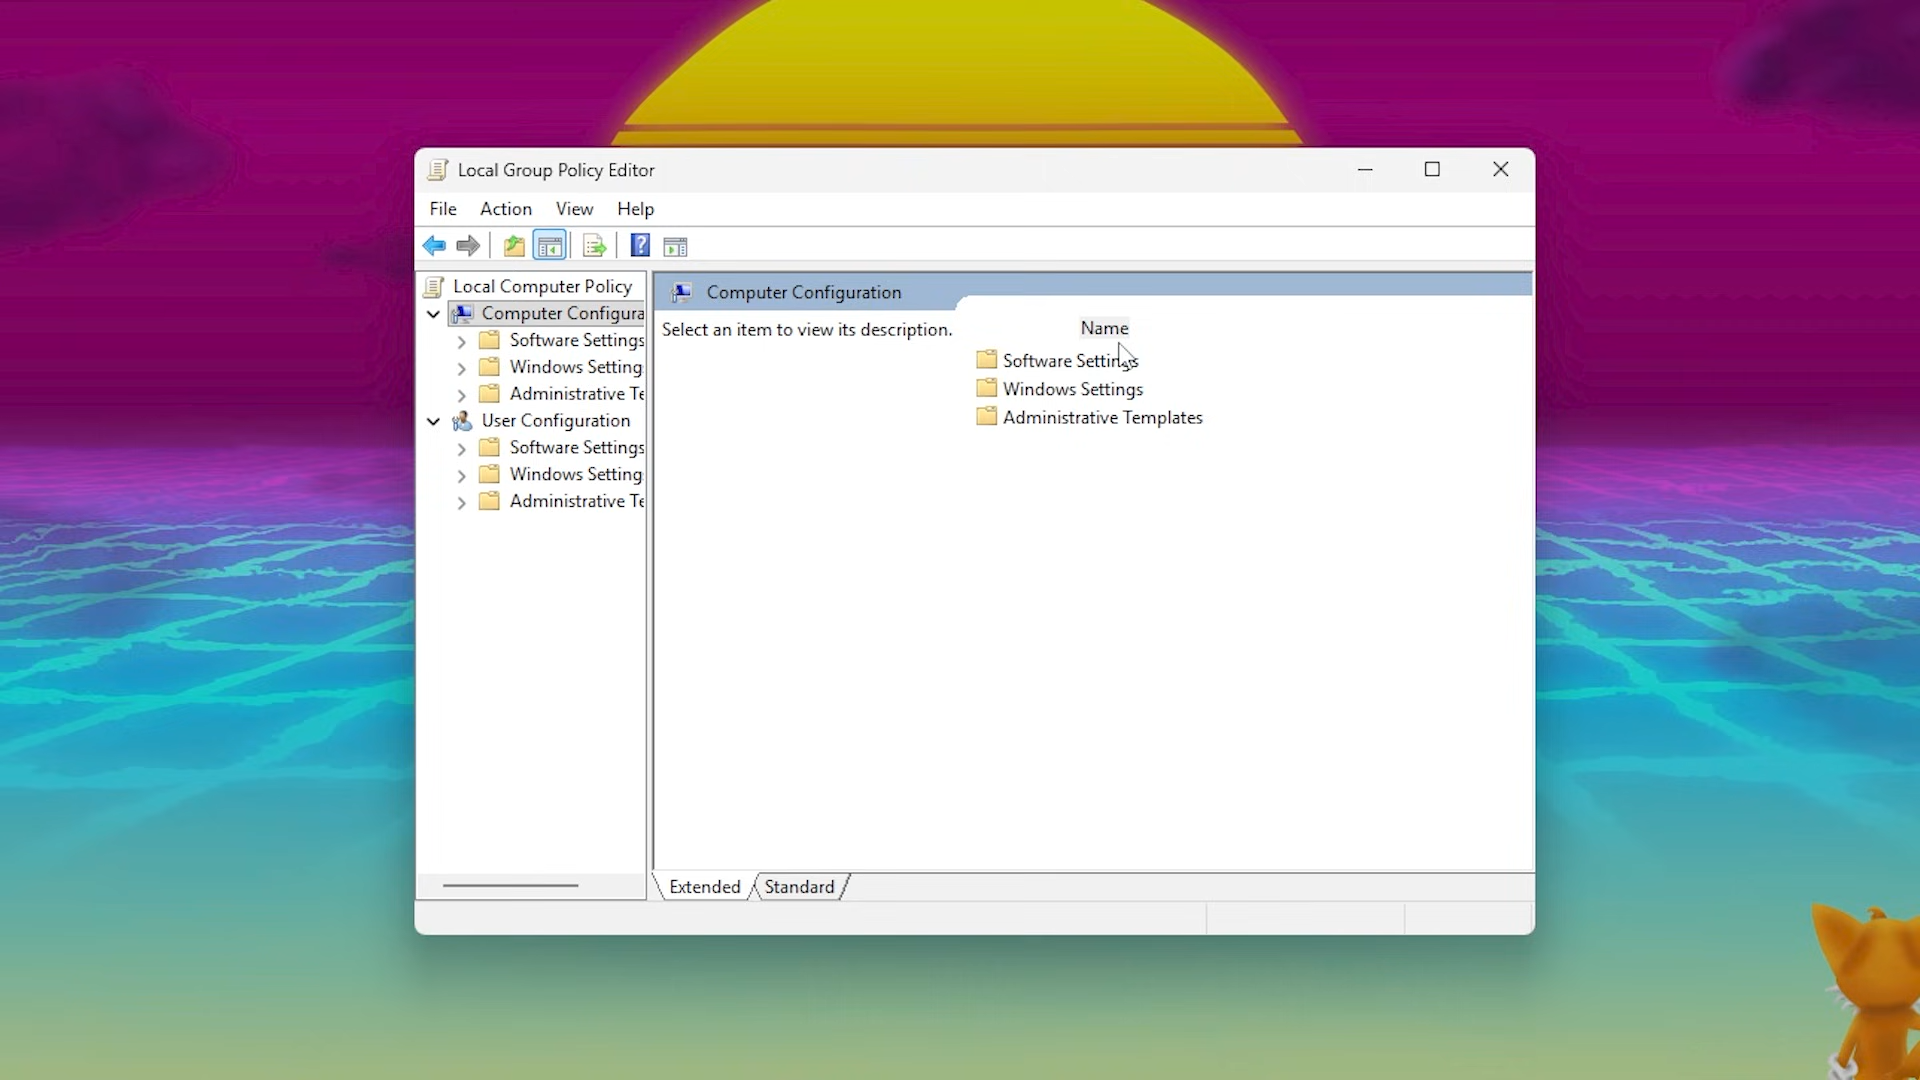 Local Group Policy Editor
File Action View Help
Local Computer Policy
Computer Configura
Software Settings
Windows Setting
Administrative Te
User Configuration
Software Settings
Windows Setting
Administrative Te
Computer Configuration
Select an item to view its description.
Name
Software Settings
Windows Settings
Administrative Templates
Extended Standard